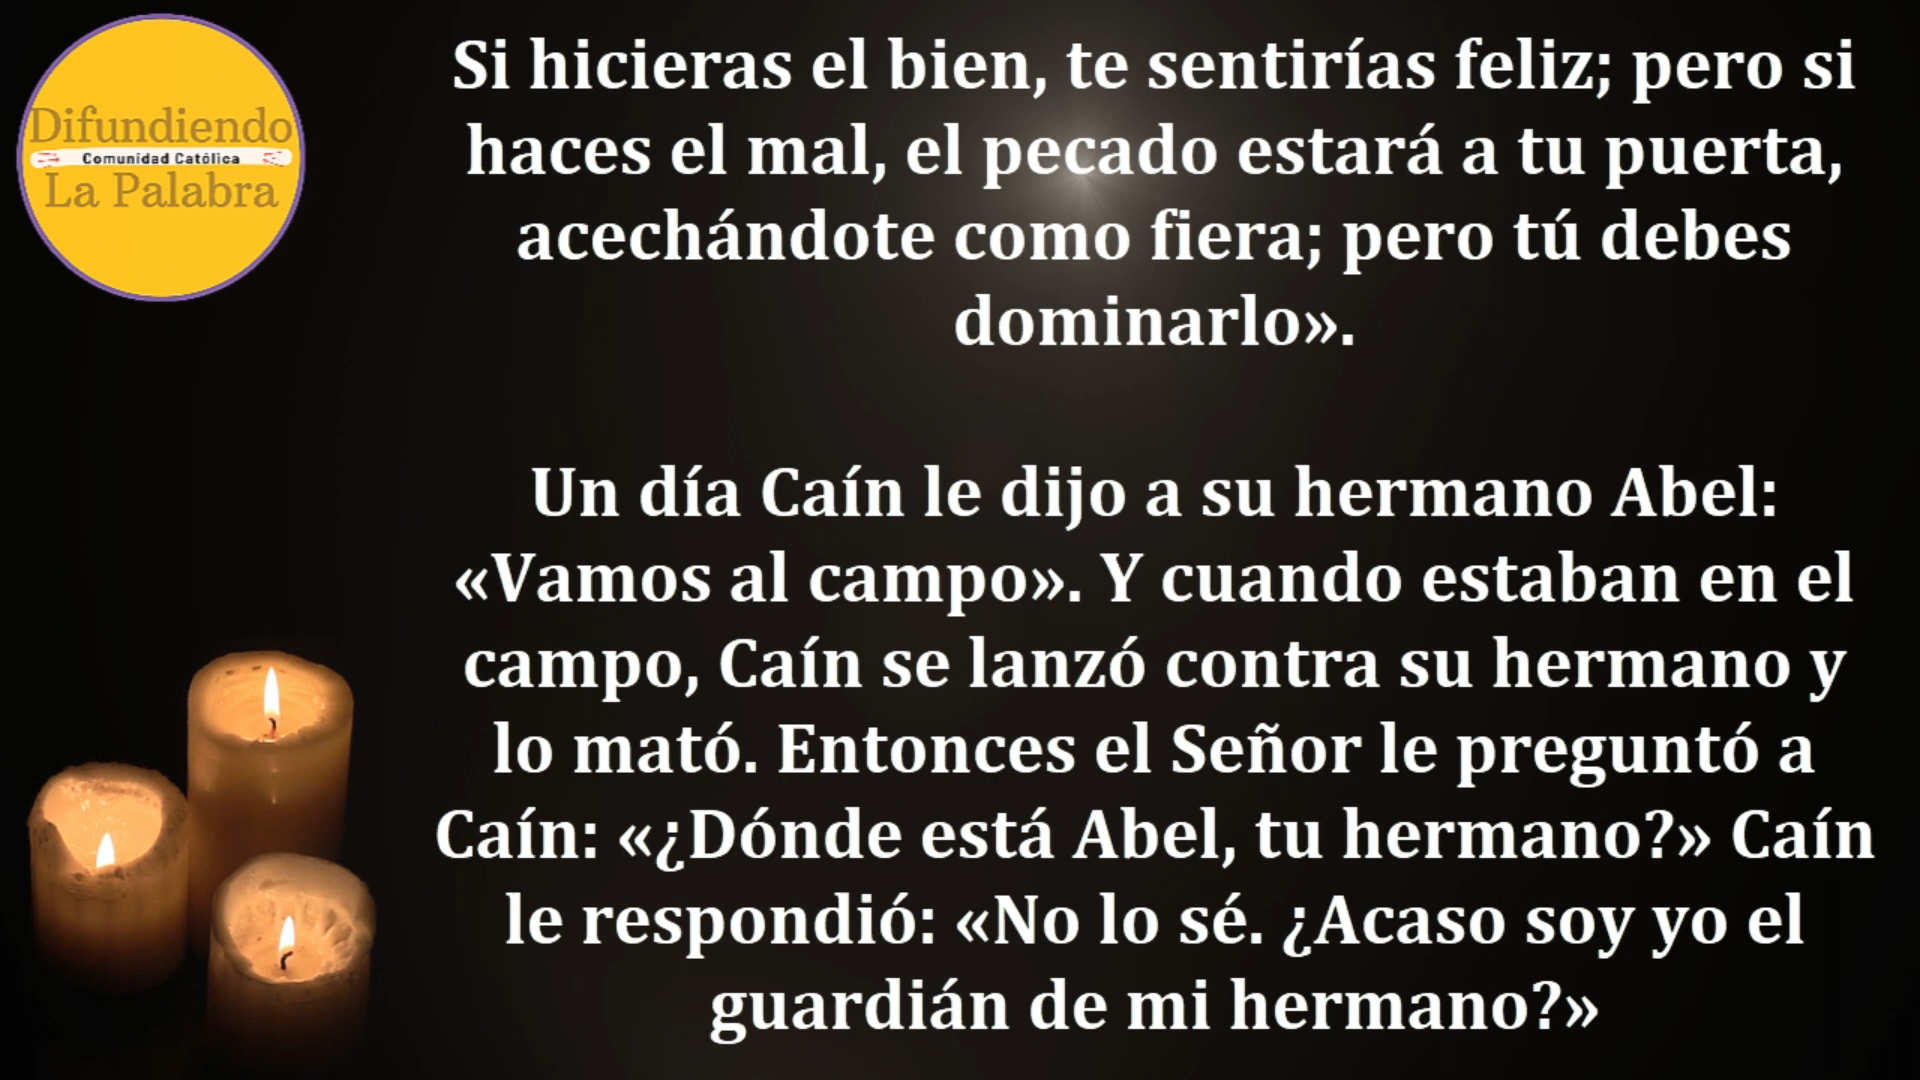 Difundiendo
Comunidad Católica
La Palabra
Si hicieras el bien, te sentirías feliz; pero si
haces el mal, el pecado estará a tu puerta,
acechándote como fiera; pero tú debes
dominarlo».
Un día Caín le dijo a su hermano Abel:
«Vamos al campo». Y cuando estaban en el
campo, Caín se lanzó contra su hermano y
lo mató. Entonces el Señor le preguntó a
Caín: «¿Dónde está Abel, tu hermano?» Caín
le respondió: «No lo sé. ¿Acaso soy yo el
guardián de mi hermano?»